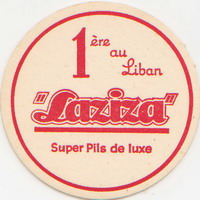 1ère
au
Liban
"Laziza"
Super Pils de luxe